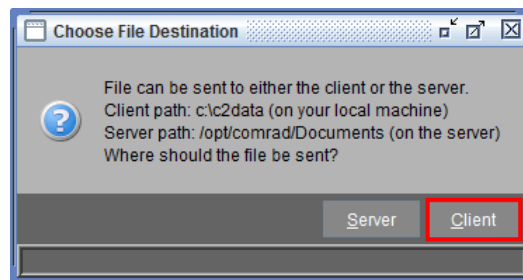 Choose File Destination
File can be sent to either the client or the server.
Client path: c:\c2data (on your local machine)
Server path: /opt/comrad/Documents (on the server)
Where should the file be sent?
Server Client